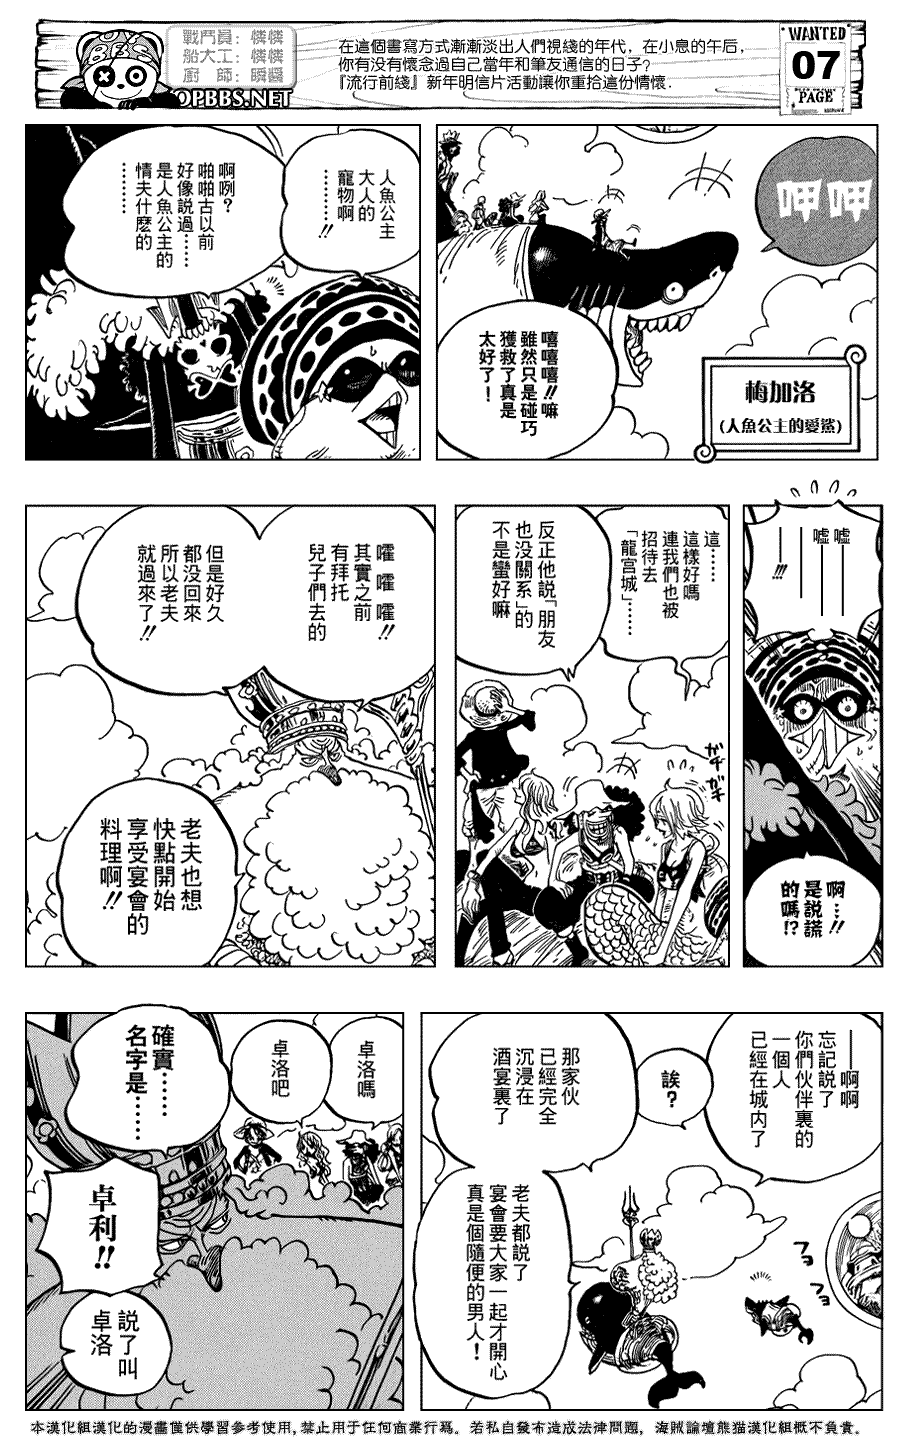 戰鬥員：憐憐
船大工：憐憐
廚　師：瞬醬
OPBBS.NET
在這個書寫方式漸漸淡出人們視綫的年代，在小息的午后，
你有没有懷念過自己當年和筆友通信的日子？
『流行前綫』新年明信片活動讓你重拾這份情懷．
WANTED
07
PAGE
呷呷
嘻嘻嘻!!嘛
雖然只是碰巧
獲救了真是
太好了！
梅加洛
(人魚公主的愛鯊)
人魚公主
大人的
寵物啊
………!!
啊咧？
啪啪古以前
好像說過……
是人魚公主的
情夫什麽的
………
噓——
噓——
………!!!
啊…!!
是說謊
的嗎!?
這……
這樣好嗎
連我們也被
招待去
「龍宮城」……
反正他說「朋友
也没關系」的
不是蠻好嘛
ガチ
ガチ
嚯 嚯 嚯!!
其實之前
有拜托
兒子們去的
但是好久
都没回來
所以老夫
就過來了!!
老夫也想
快點開始
享受宴會的
料理啊!!
——啊啊
忘記說了
你們伙伴裏的
一個人
已經在城内了
誒？
那家伙
已經完全
沉浸在
酒宴裏了
老夫都說了
宴會要大家一起才開心
真是個隨便的男人！
フヨ
フヨ
卓洛嗎
卓洛吧
確實……
名字是……
卓利!!
說了叫
卓洛
本漢化組漢化的漫畫僅供學習參考使用,禁止用于任何商業行爲。若私自發布造成法律問題，海賊論壇熊猫漢化組概不負責。